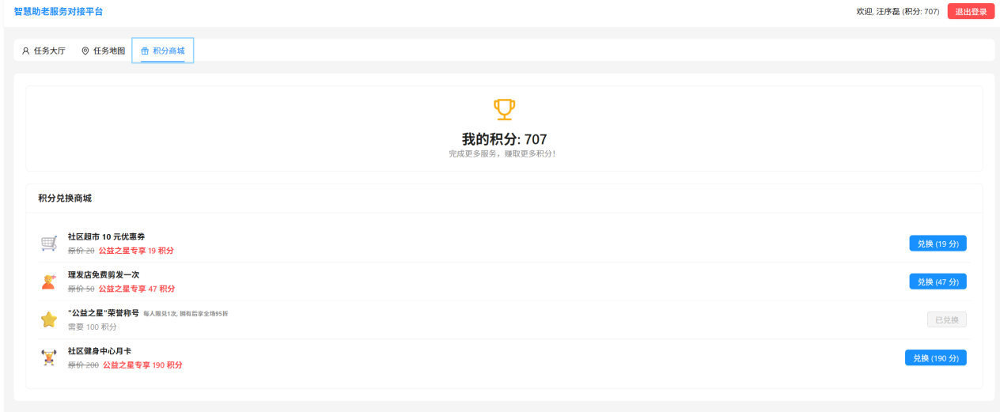 智慧助老服务对接平台
欢迎, 汪序磊 (积分: 707) 退出登录
任务大厅 任务地图 积分商城
我的积分: 707
完成更多服务，赚取更多积分！
积分兑换商城
社区超市 10 元优惠券
原价 20 公益之星专享 19 积分
兑换 (19 分)
理发店免费剪发一次
原价 50 公益之星专享 47 积分
兑换 (47 分)
"公益之星"荣誉称号 每人限兑1次, 拥有后享全场95折
需要 100 积分
已兑换
社区健身中心月卡
原价 200 公益之星专享 190 积分
兑换 (190 分)